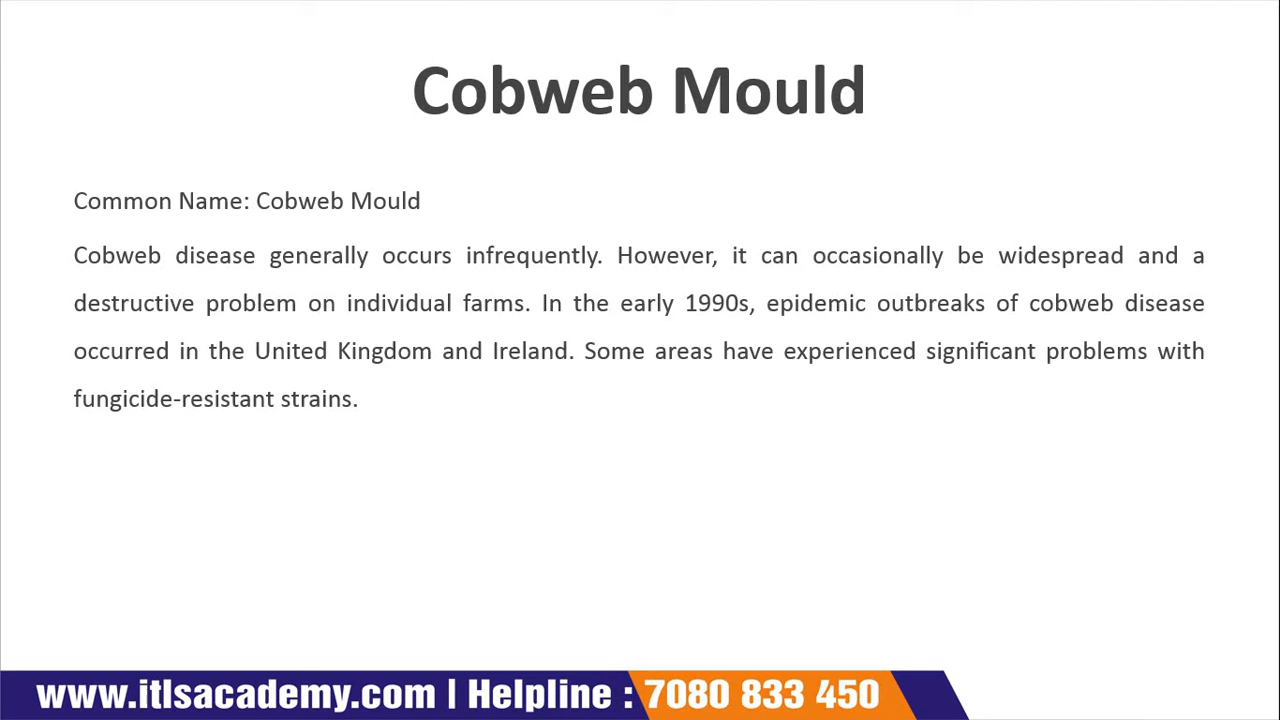 Cobweb Mould
Common Name: Cobweb Mould
Cobweb disease generally occurs infrequently. However, it can occasionally be widespread and a
destructive problem on individual farms. In the early 1990s, epidemic outbreaks of cobweb disease
occurred in the United Kingdom and Ireland. Some areas have experienced significant problems with
fungicide-resistant strains.
www.itlsacademy.com | Helpline : 7080 833 450